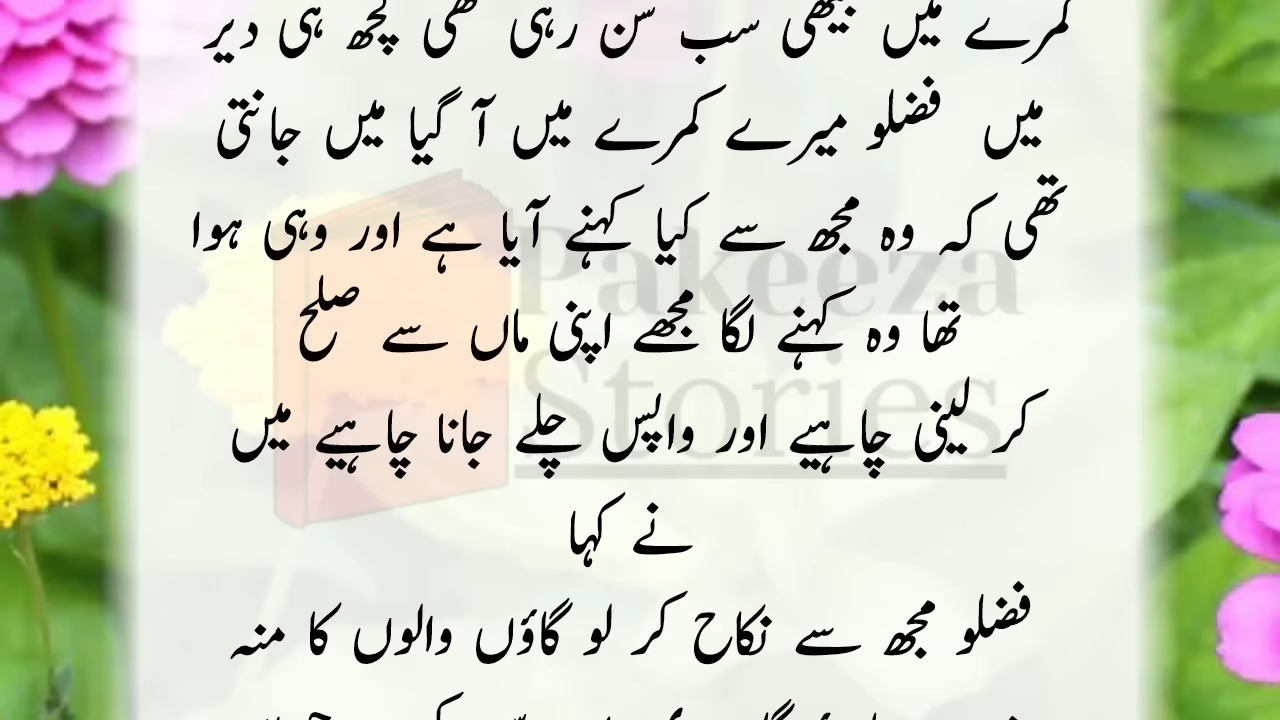 کمرے میں بیٹھی سب سن رہی تھی کچھ ہی دیر
میں فضلو میرے کمرے میں آ گیا میں جانتی
تھی کہ وہ مجھ سے کیا کہنے آیا ہے اور وہی ہوا
تھا وہ کہنے لگا مجھے اپنی ماں سے صلح
کر لینی چاہیے اور واپس چلے جانا چاہیے میں
نے کہا
فضلو مجھ سے نکاح کر لو گاؤں والوں کا منہ
Pakeeza
Stories